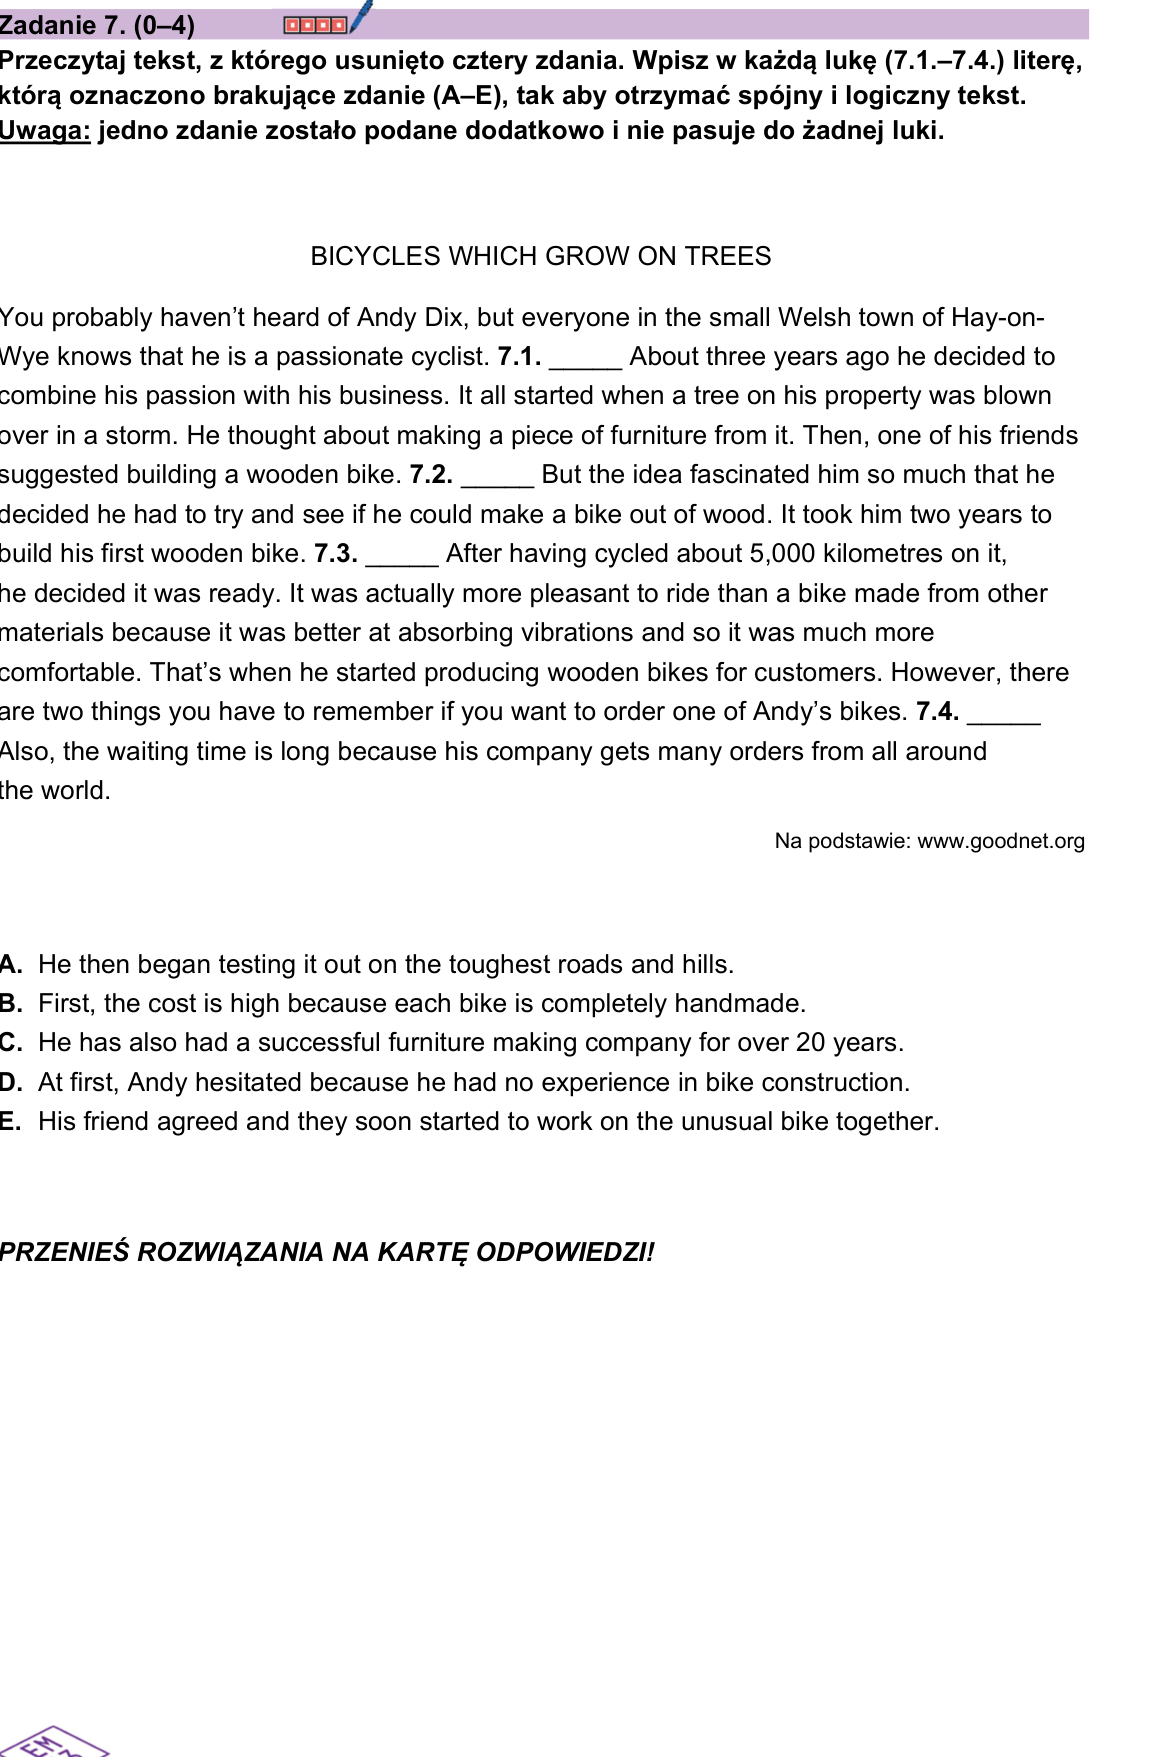 Zadanie 7. (0–4)
Przeczytaj tekst, z którego usunięto cztery zdania. Wpisz w każdą lukę (7.1.–7.4.) literę,
którą oznaczono brakujące zdanie (A–E), tak aby otrzymać spójny i logiczny tekst.
Uwaga: jedno zdanie zostało podane dodatkowo i nie pasuje do żadnej luki.
BICYCLES WHICH GROW ON TREES
You probably haven’t heard of Andy Dix, but everyone in the small Welsh town of Hay-on-
Wye knows that he is a passionate cyclist. 7.1. _____ About three years ago he decided to
combine his passion with his business. It all started when a tree on his property was blown
over in a storm. He thought about making a piece of furniture from it. Then, one of his friends
suggested building a wooden bike. 7.2. _____ But the idea fascinated him so much that he
decided he had to try and see if he could make a bike out of wood. It took him two years to
build his first wooden bike. 7.3. _____ After having cycled about 5,000 kilometres on it,
he decided it was ready. It was actually more pleasant to ride than a bike made from other
materials because it was better at absorbing vibrations and so it was much more
comfortable. That’s when he started producing wooden bikes for customers. However, there
are two things you have to remember if you want to order one of Andy’s bikes. 7.4. _____
Also, the waiting time is long because his company gets many orders from all around
the world.
Na podstawie: www.goodnet.org
A. He then began testing it out on the toughest roads and hills.
B. First, the cost is high because each bike is completely handmade.
C. He has also had a successful furniture making company for over 20 years.
D. At first, Andy hesitated because he had no experience in bike construction.
E. His friend agreed and they soon started to work on the unusual bike together.
PRZENIEŚ ROZWIĄZANIA NA KARTĘ ODPOWIEDZI!